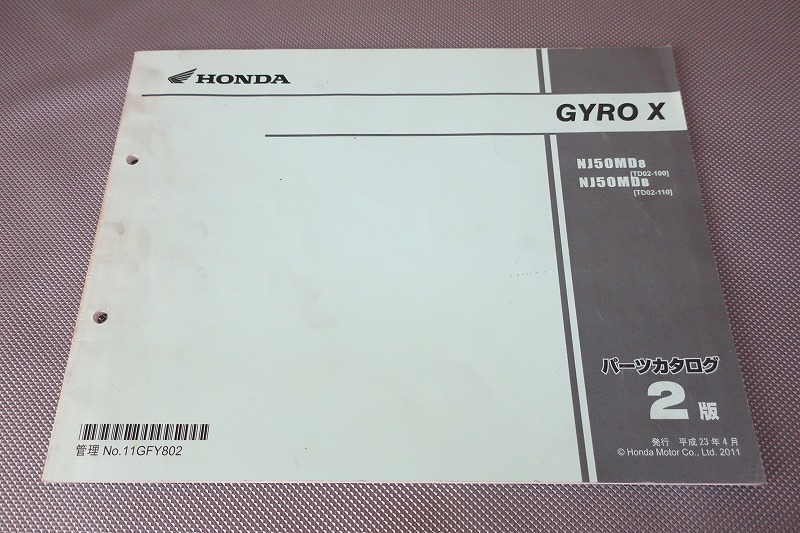 HONDA
GYRO X
NJ50MD8
[TD02-100]
NJ50MDB
[TD02-110]
パーツカタログ
2版
発行 平成23年4月
© Honda Motor Co., Ltd. 2011
管理 No.11GFY802